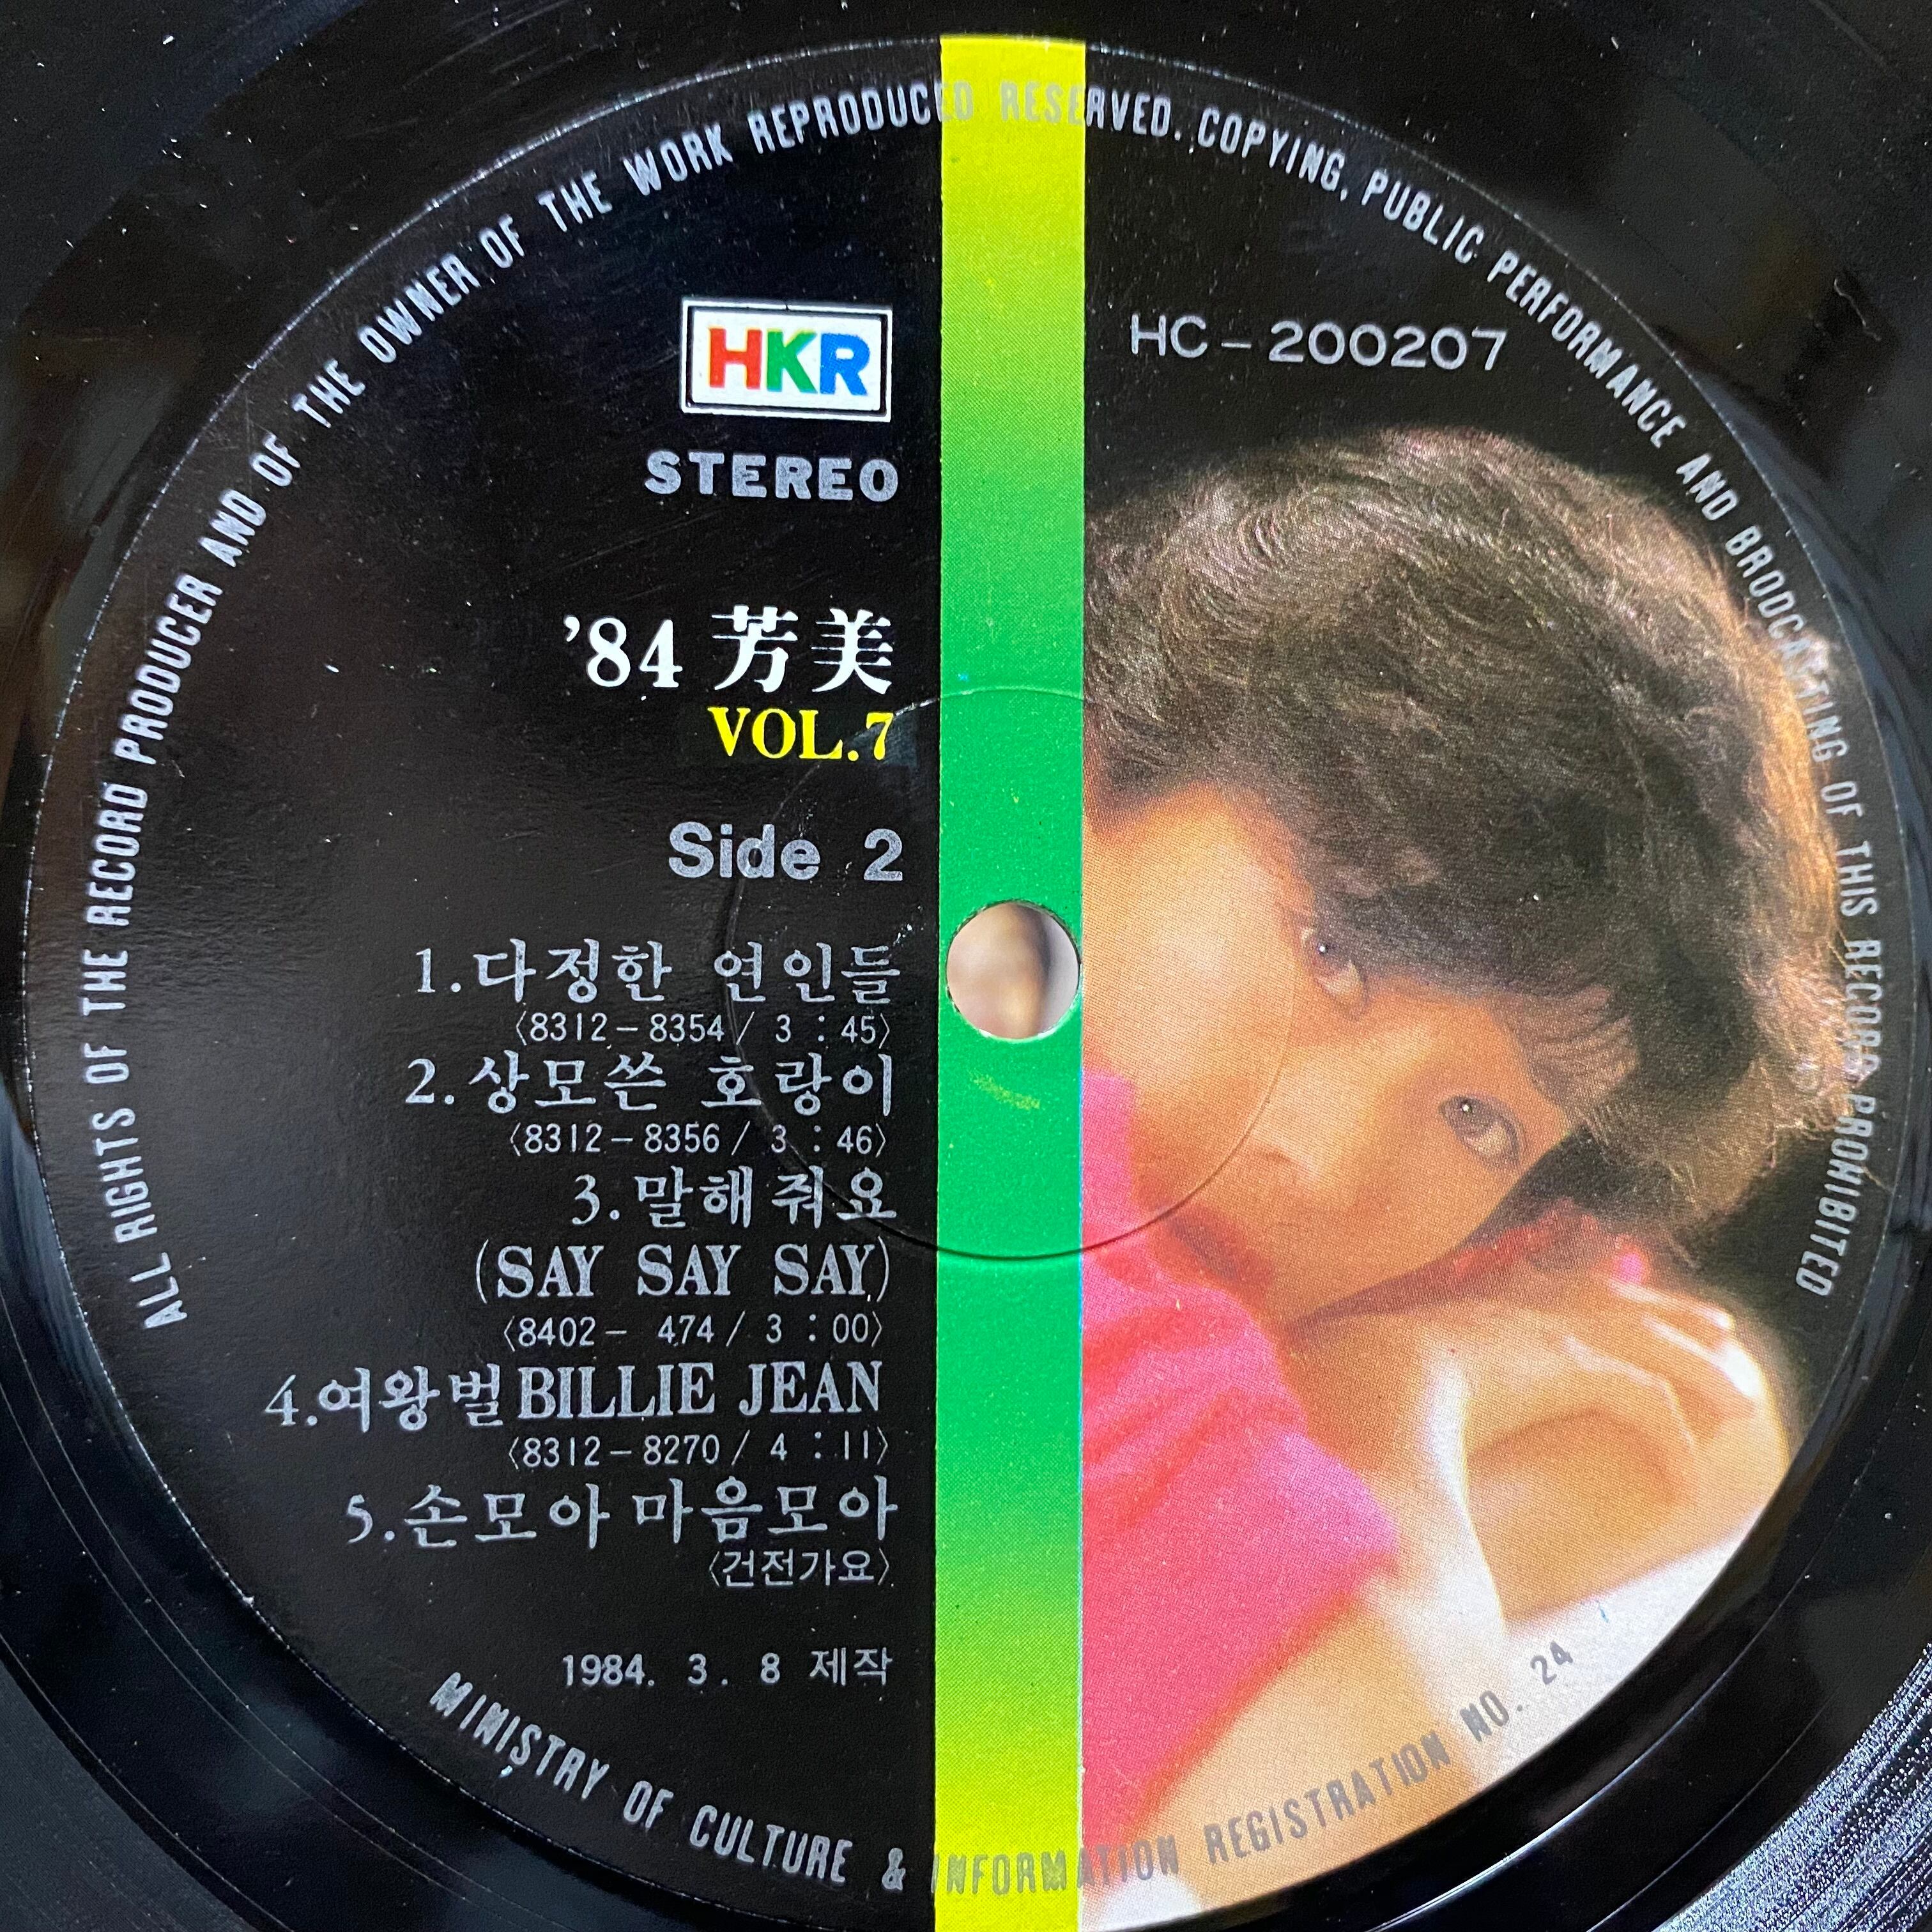 ALL RIGHTS OF THE RECORD PRODUCER AND OF THE OWNER OF THE WORK REPRODUCED RESERVED. COPYING, PUBLIC PERFORMANCE AND BRODCASTING OF THIS RECORD PROHIBITED
HKR
HC-200207
STEREO
'84 芳美
VOL.7
Side 2
1.다정한 연인들
〈8312-8354 / 3 : 45〉
2.상모쓴 호랑이
〈8312-8356 / 3 : 46〉
3. 말해줘요
(SAY SAY SAY)
〈8402- 474 / 3 : 00〉
4.여왕벌BILLIE JEAN
〈8312-8270 / 4 : 11〉
5.손모아 마음모아
〈건전가요〉
1984. 3. 8 제작
MINISTRY OF CULTURE & INFORMATION REGISTRATION NO. 24